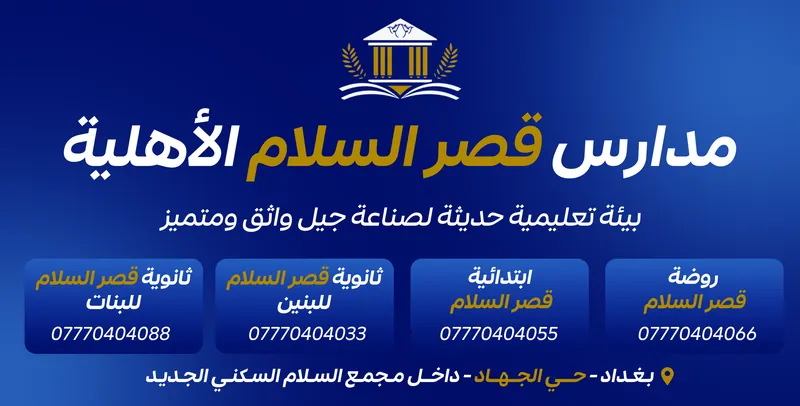 مدارس قصر السلام الأهلية
بيئة تعليمية حديثة لصناعة جيل واثق ومتميز
روضة
قصر السلام
07770404066
ابتدائية
قصر السلام
07770404055
ثانوية قصر السلام
للبنين
07770404033
ثانوية قصر السلام
للبنات
07770404088
بغداد - حي الجهاد - داخل مجمع السلام السكني الجديد